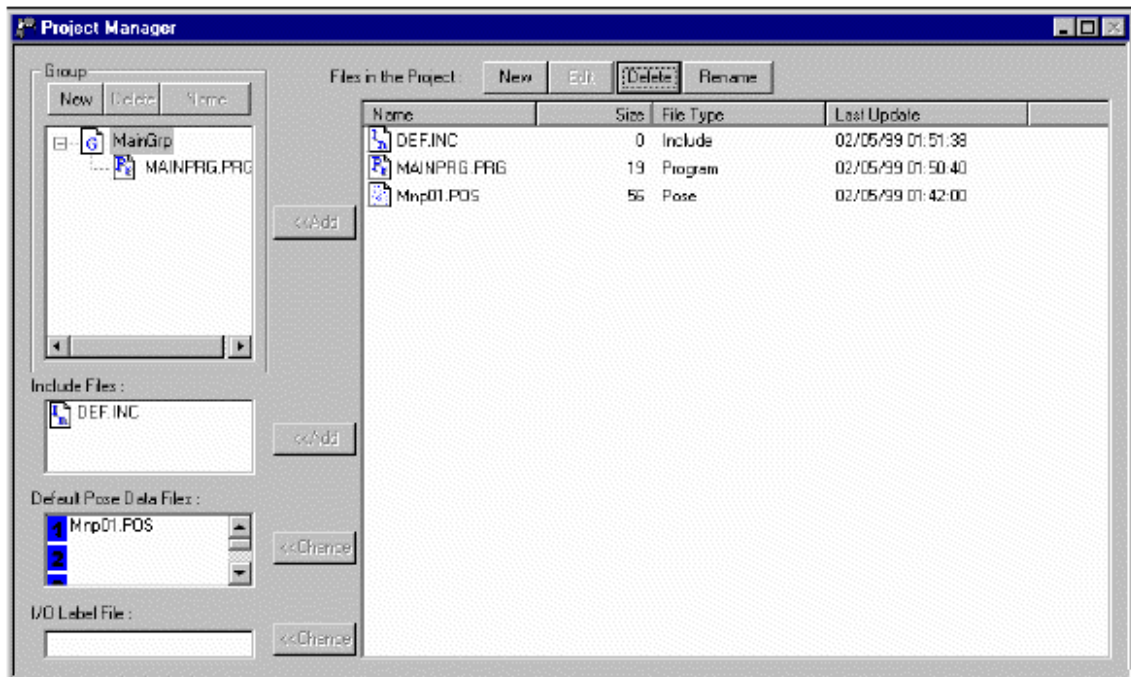 Project Manager
Group
New Delete Name
MainGrp
MAINPRG.PRG
Include Files :
DEF.INC
Default Pose Data Files :
1 Mnp01.POS
2
I/O Label File :
<<Add
<<Add
<<Change
<<Change
Files in the Project : New Edit Delete Rename
Name Size File Type Last Update
DEF.INC 0 Include 02/05/99 01:51:38
MAINPRG.PRG 19 Program 02/05/99 01:50:40
Mnp01.POS 56 Pose 02/05/99 01:42:00